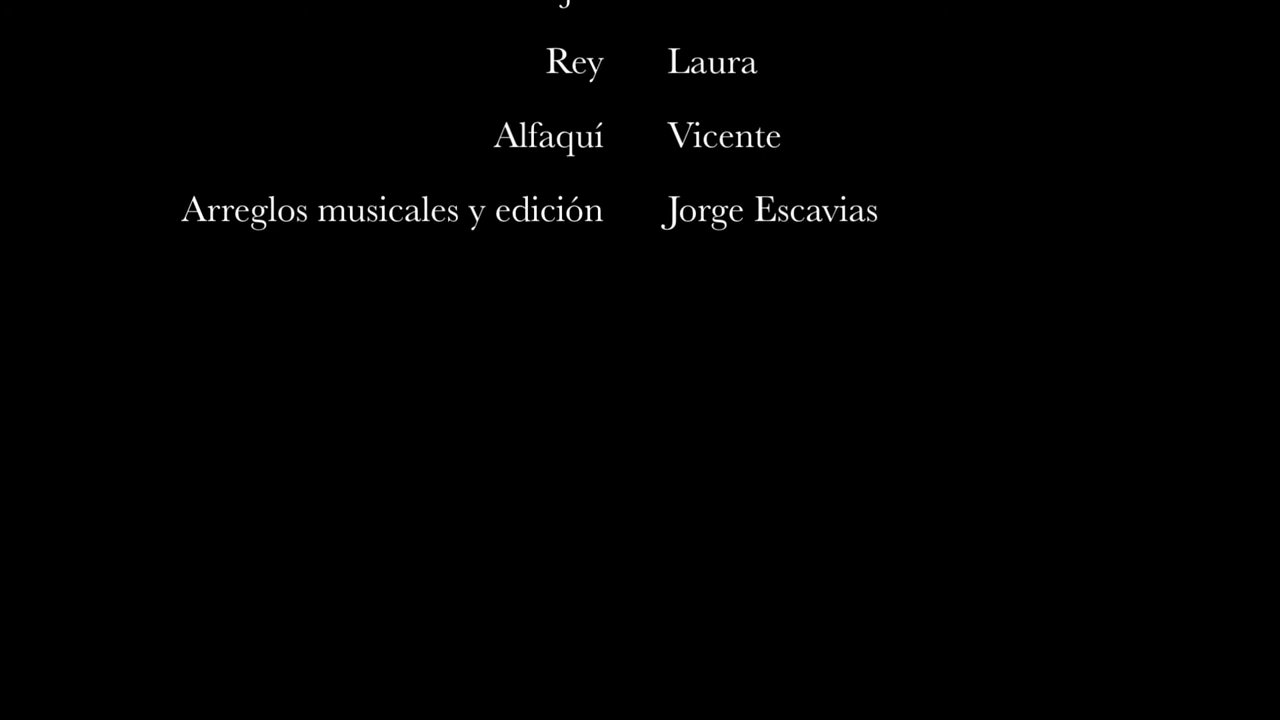 Rey Laura
Alfaquí Vicente
Arreglos musicales y edición Jorge Escavias